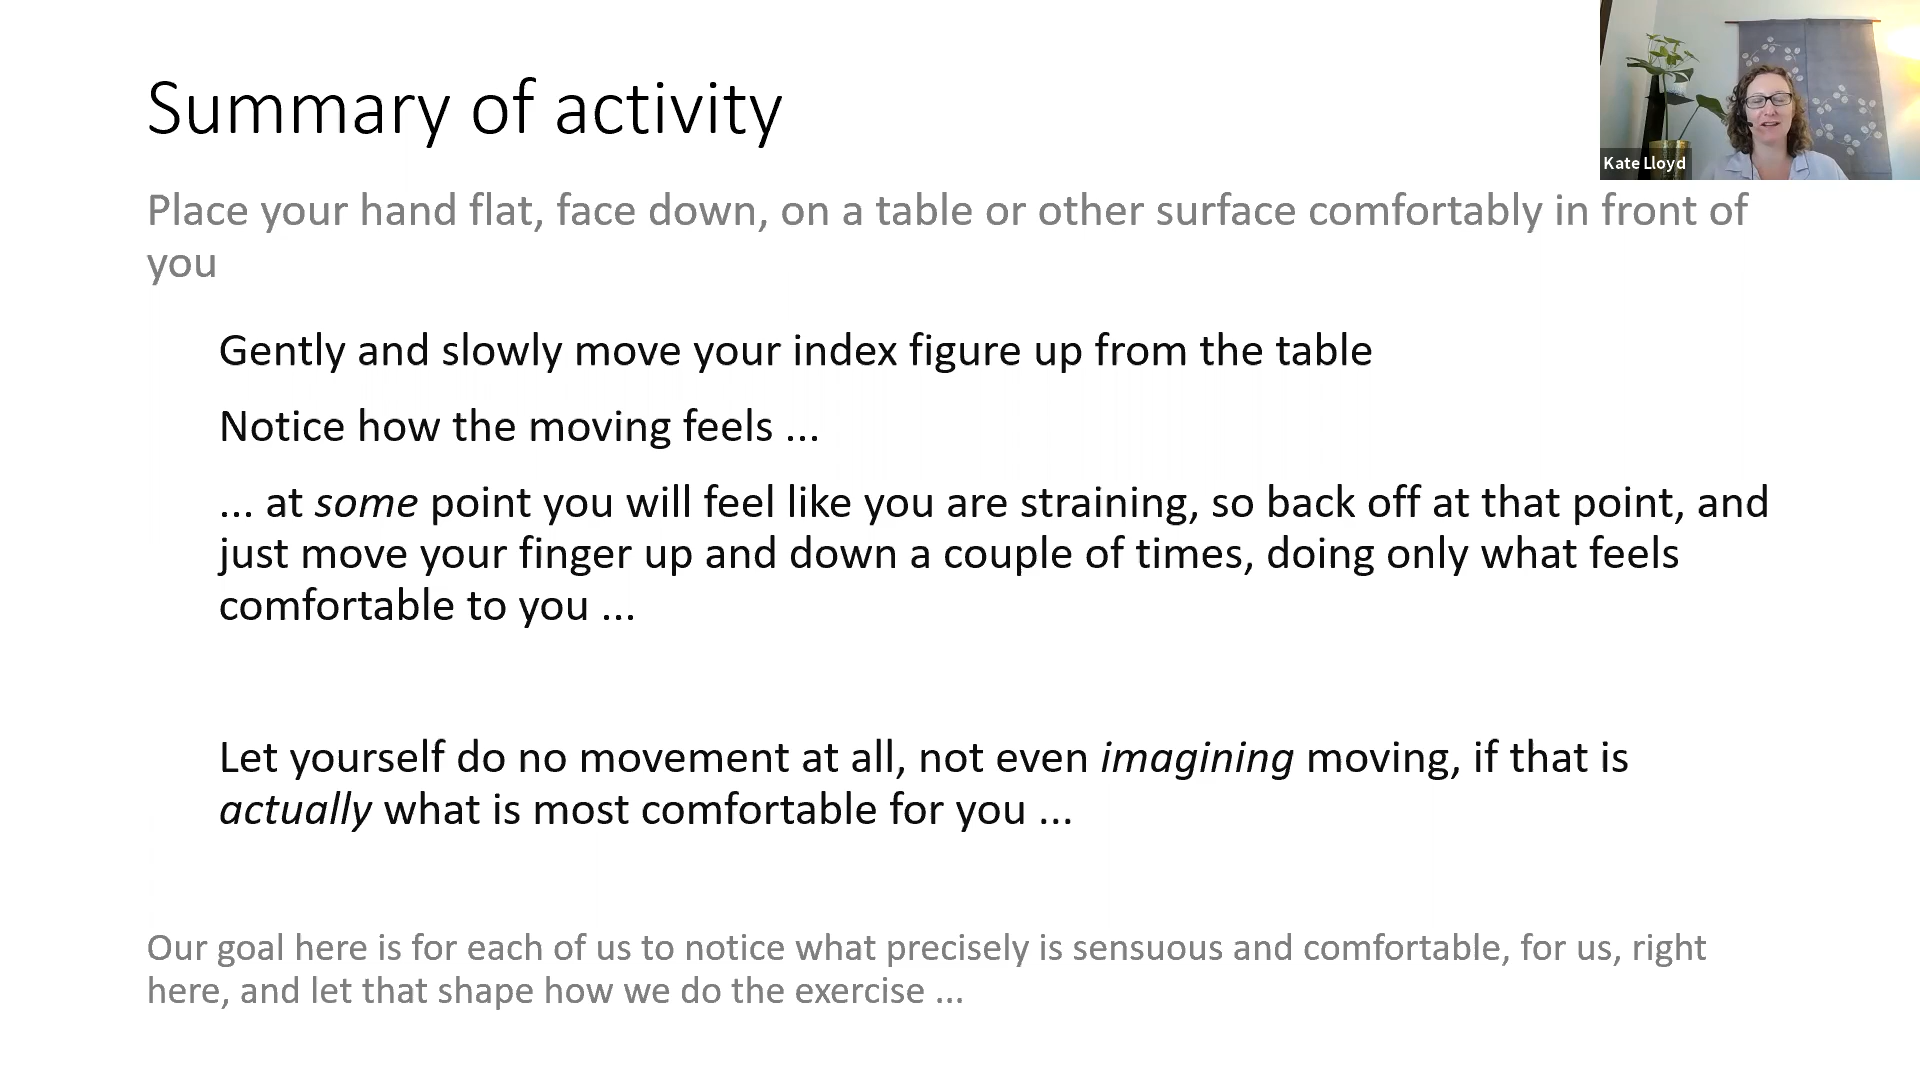 Summary of activity
Kate Lloyd
Place your hand flat, face down, on a table or other surface comfortably in front of
you
Gently and slowly move your index figure up from the table
Notice how the moving feels ...
... at some point you will feel like you are straining, so back off at that point, and
just move your finger up and down a couple of times, doing only what feels
comfortable to you ...
Let yourself do no movement at all, not even imagining moving, if that is
actually what is most comfortable for you ...
Our goal here is for each of us to notice what precisely is sensuous and comfortable, for us, right
here, and let that shape how we do the exercise ...